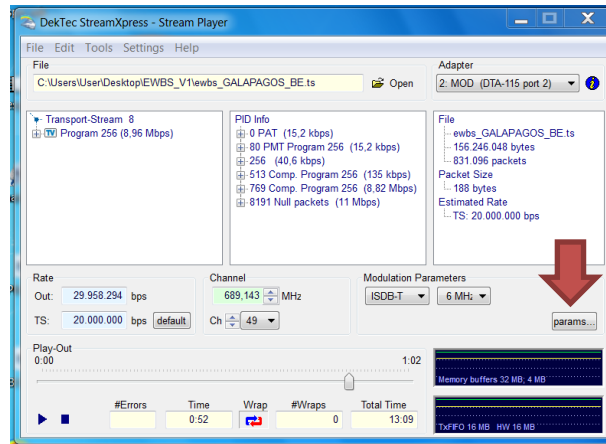 DekTec StreamXpress - Stream Player
File Edit Tools Settings Help
File
C:\Users\User\Desktop\EWBS_V1\ewbs_GALAPAGOS_BE.ts
Open
Adapter
2: MOD (DTA-115 port 2)
Transport-Stream 8
TV Program 256 (8,96 Mbps)
PID Info
0 PAT (15,2 kbps)
80 PMT Program 256 (15,2 kbps)
256 (40,6 kbps)
513 Comp. Program 256 (135 kbps)
769 Comp. Program 256 (8,82 Mbps)
8191 Null packets (11 Mbps)
File
ewbs_GALAPAGOS_BE.ts
156.246.048 bytes
831.096 packets
Packet Size
188 bytes
Estimated Rate
TS: 20.000.000 bps
Rate
Out: 29.958.294 bps
TS: 20.000.000 bps default
Channel
689,143 MHz
Ch 49
Modulation Parameters
ISDB-T 6 MHz
params...
Play-Out
0:00 1:02
#Errors Time Wrap #Wraps Total Time
0:52 0 13:09
Memory buffers 32 MB; 4 MB
TxFIFO 16 MB HW 16 MB